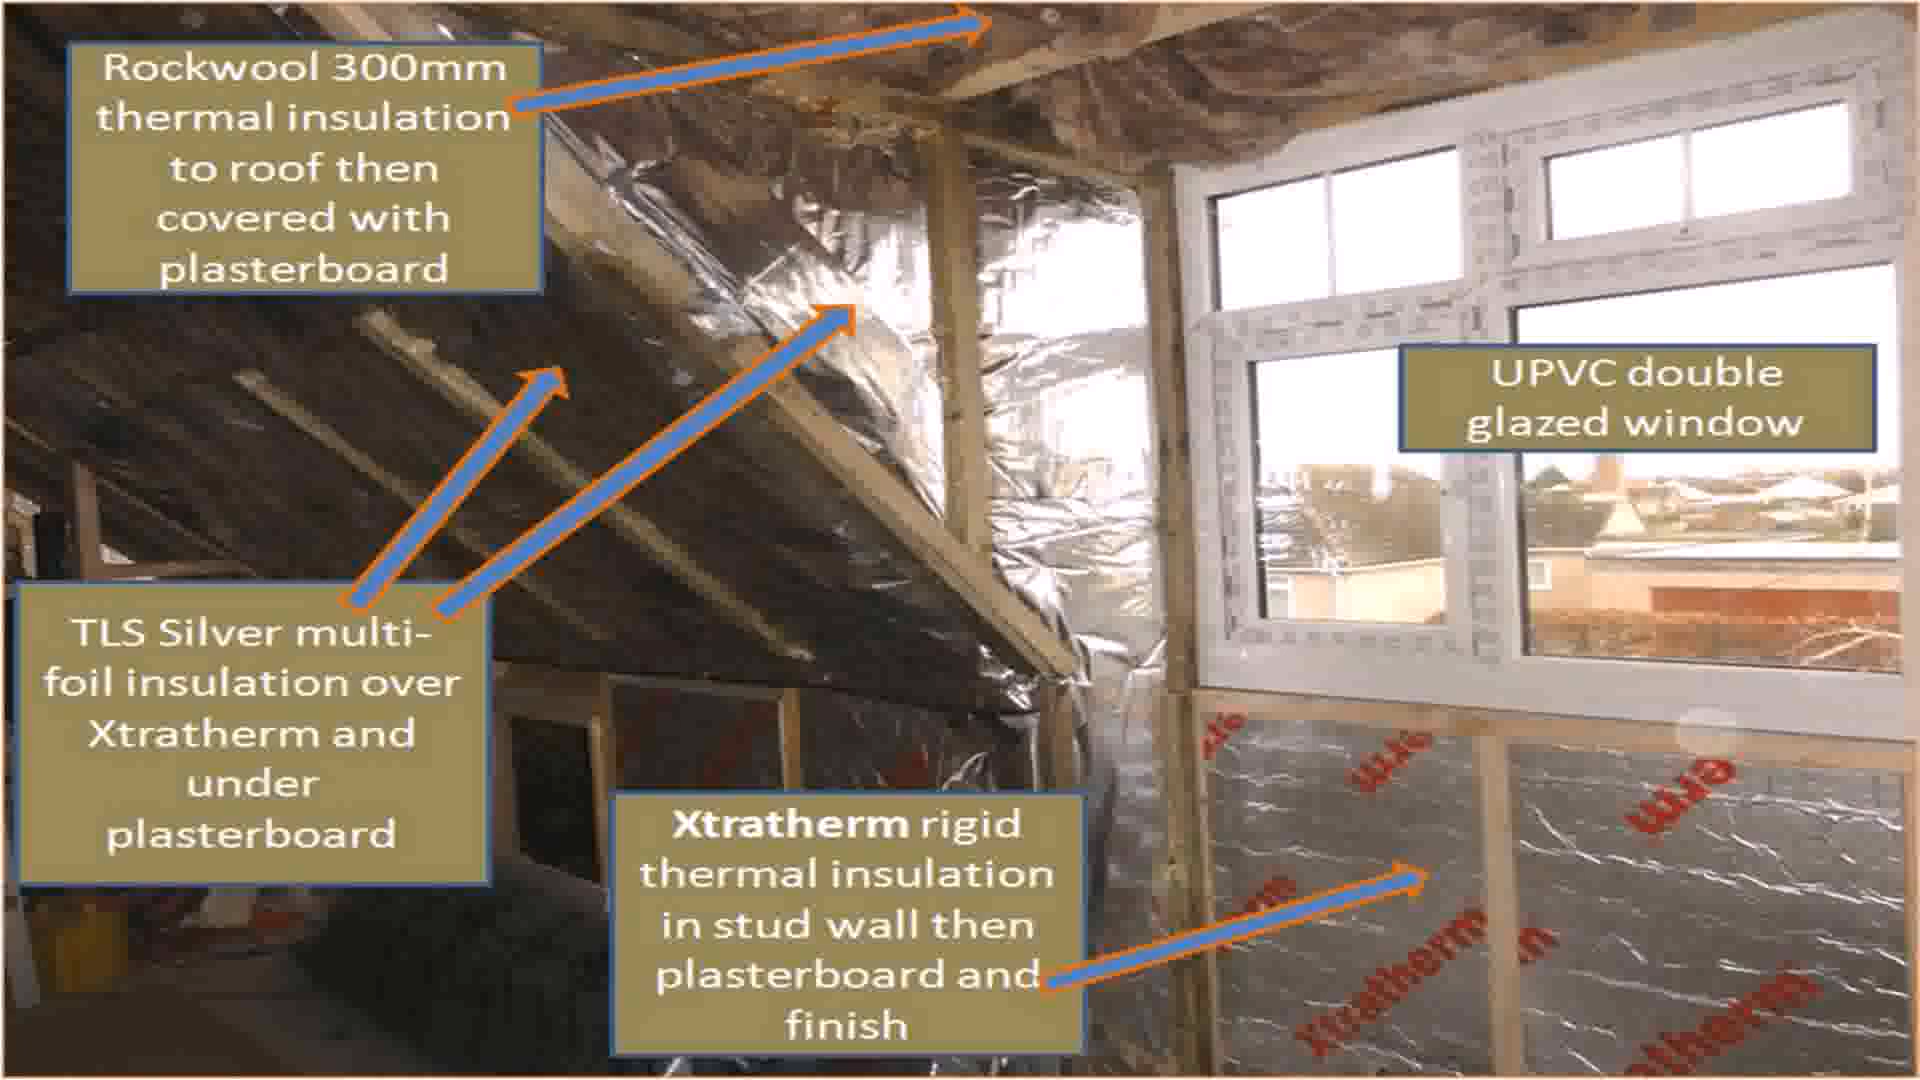 Rockwool 300mm
thermal insulation
to roof then
covered with
plasterboard
UPVC double
glazed window
TLS Silver multi-
foil insulation over
Xtratherm and
under
plasterboard
Xtratherm rigid
thermal insulation
in stud wall then
plasterboard and
finish
Xtratherm